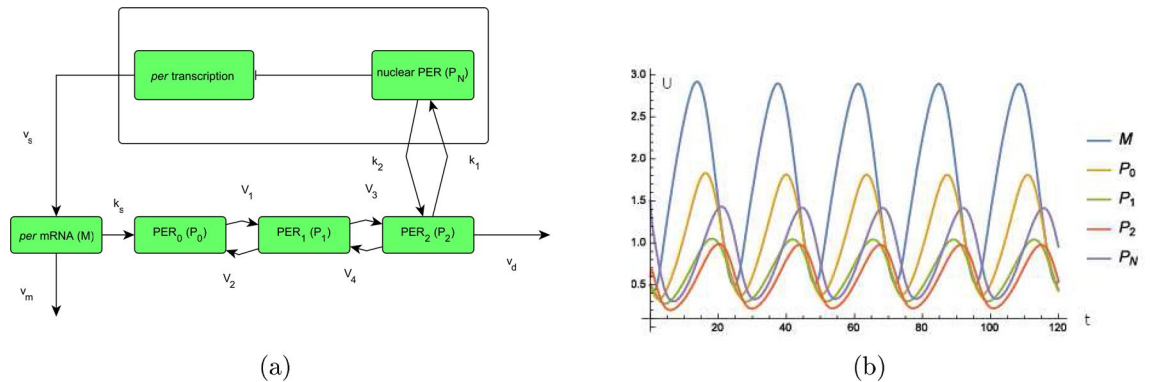 per transcription
nuclear PER (P_N)
v_s
k_2
k_1
k_s
V_1
V_3
per mRNA (M)
PER_0 (P_0)
PER_1 (P_1)
PER_2 (P_2)
V_2
V_4
v_d
v_m
(a)
U
3.0
2.5
2.0
1.5
1.0
0.5
20
40
60
80
100
120
t
M
P_0
P_1
P_2
P_N
(b)